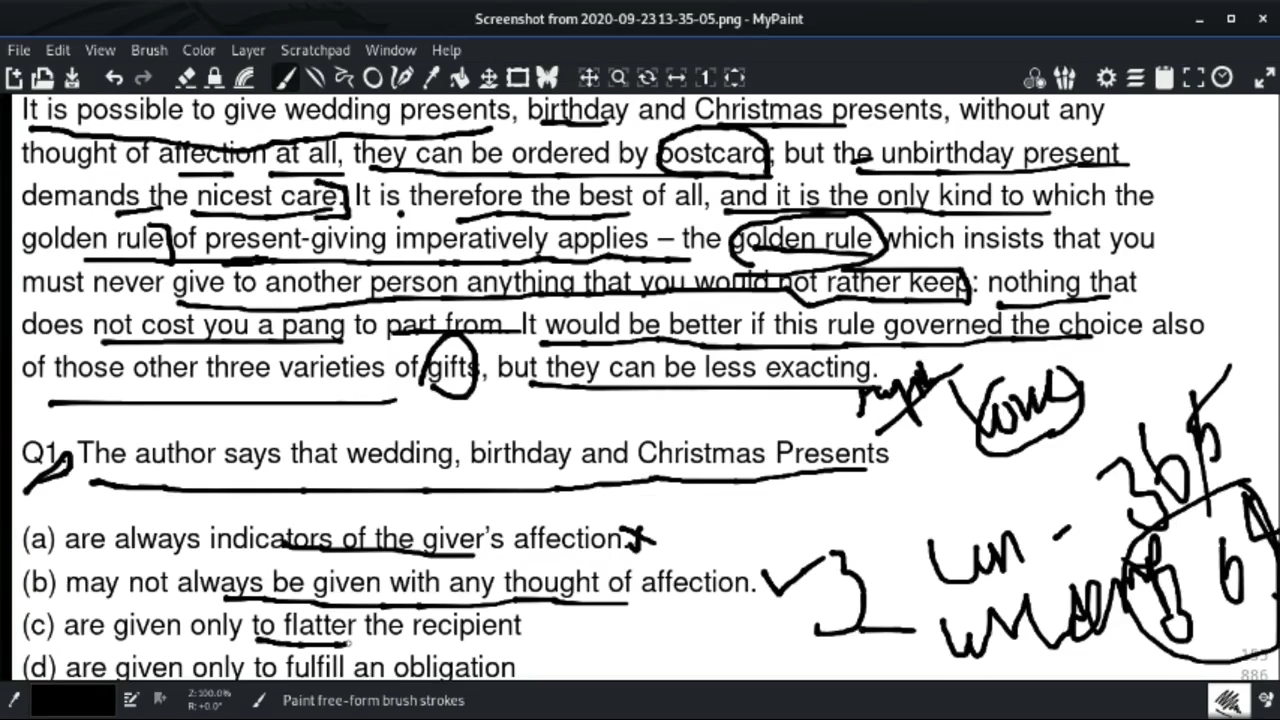 Screenshot from 2020-09-2313-35-05.png - MyPaint
File Edit View Brush Color Layer Scratchpad Window Help
It is possible to give wedding presents, birthday and Christmas presents, without any
thought of affection at all, they can be ordered by postcard; but the unbirthday present
demands the nicest care. It is therefore the best of all, and it is the only kind to which the
golden rule of present-giving imperatively applies – the golden rule which insists that you
must never give to another person anything that you would not rather keep: nothing that
does not cost you a pang to part from. It would be better if this rule governed the choice also
of those other three varieties of gifts, but they can be less exacting.
Q1. The author says that wedding, birthday and Christmas Presents
(a) are always indicators of the giver's affection.
(b) may not always be given with any thought of affection.
(c) are given only to flatter the recipient
(d) are given only to fulfill an obligation
un -
Z: 100.0%
R: +0.0°
Paint free-form brush strokes